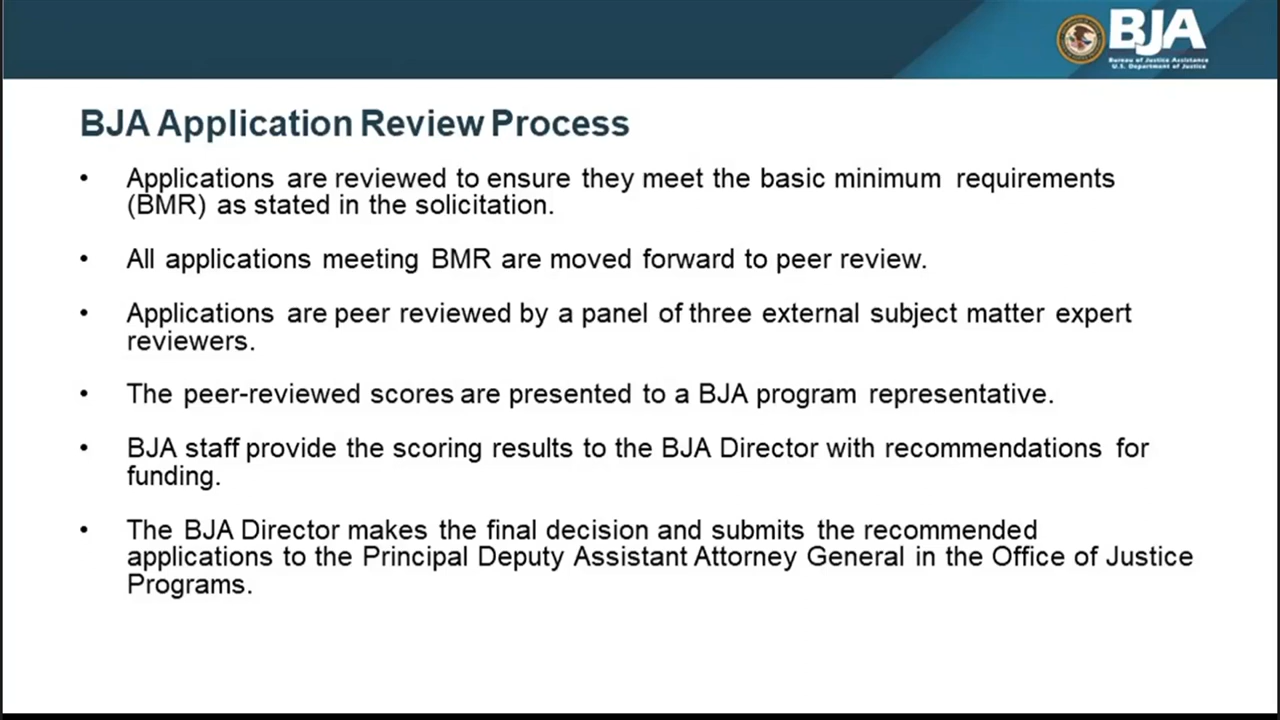 BJA
Bureau of Justice Assistance
U.S. Department of Justice
BJA Application Review Process
• Applications are reviewed to ensure they meet the basic minimum requirements
(BMR) as stated in the solicitation.
• All applications meeting BMR are moved forward to peer review.
• Applications are peer reviewed by a panel of three external subject matter expert
reviewers.
• The peer-reviewed scores are presented to a BJA program representative.
• BJA staff provide the scoring results to the BJA Director with recommendations for
funding.
• The BJA Director makes the final decision and submits the recommended
applications to the Principal Deputy Assistant Attorney General in the Office of Justice
Programs.